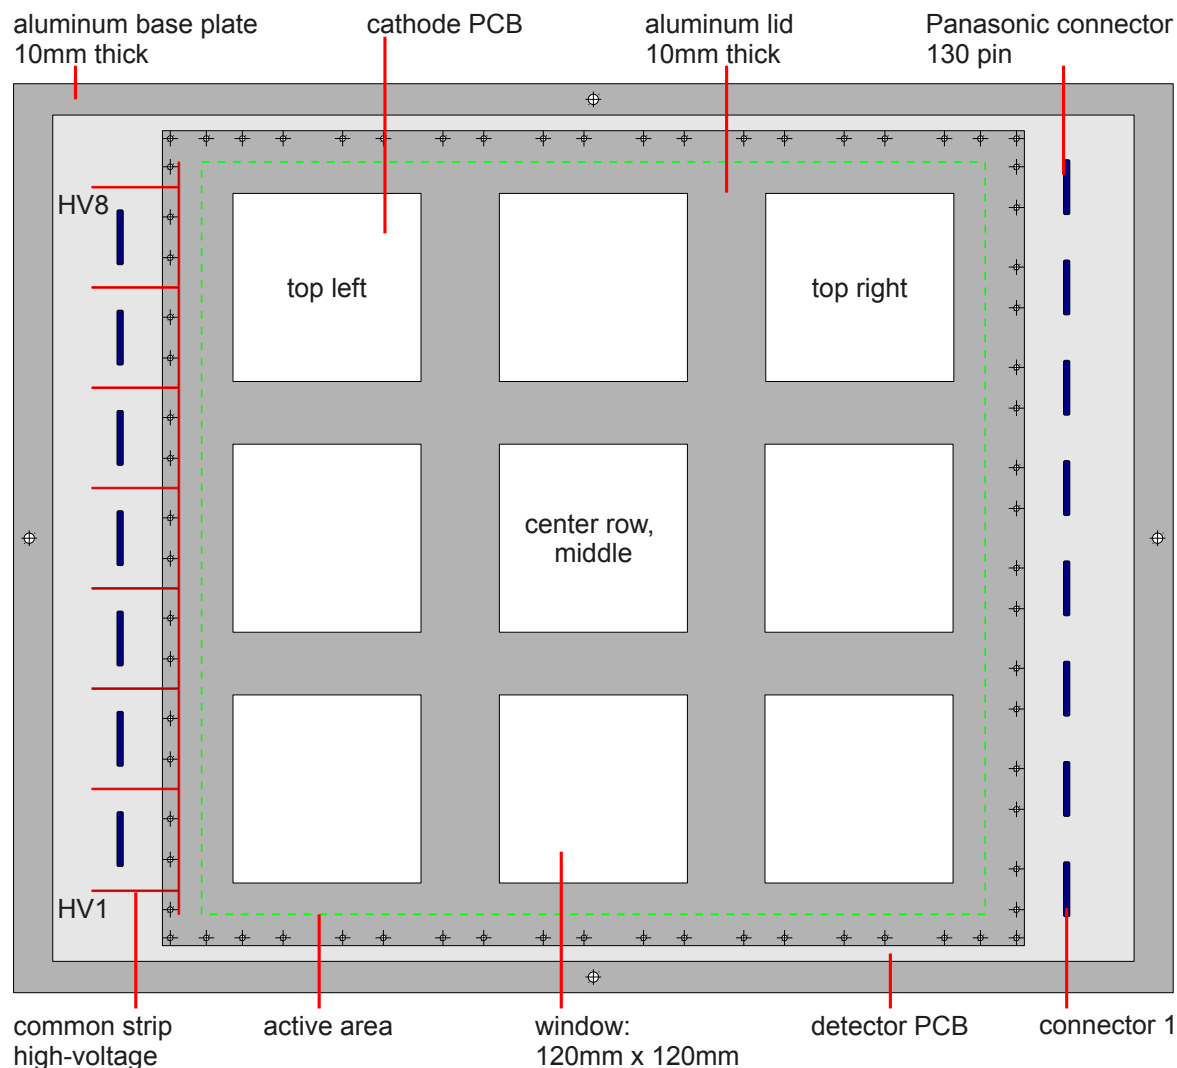 aluminum base plate
10mm thick
cathode PCB
aluminum lid
10mm thick
Panasonic connector
130 pin
HV8
top left
top right
center row,
middle
HV1
common strip
high-voltage
active area
window:
120mm x 120mm
detector PCB
connector 1